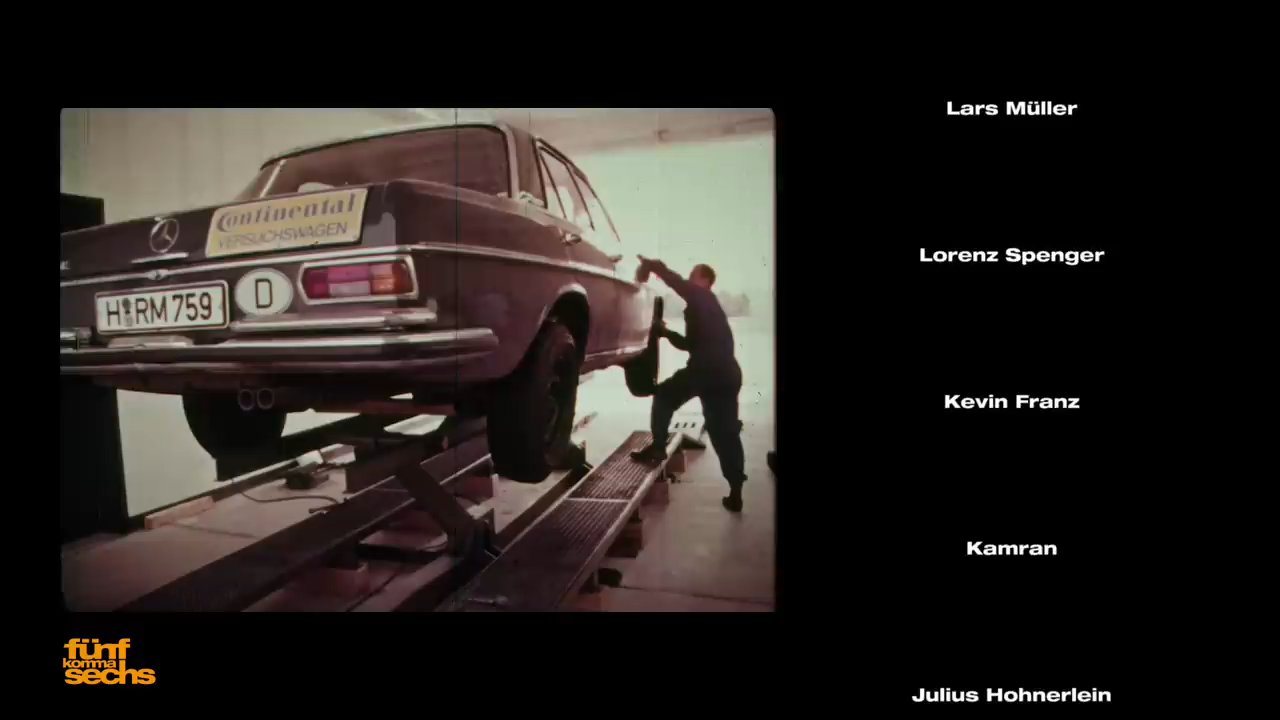 Continental
VERSUCHSWAGEN
H RM 759
D
fünf
komma
sechs
Lars Müller
Lorenz Spenger
Kevin Franz
Kamran
Julius Hohnerlein